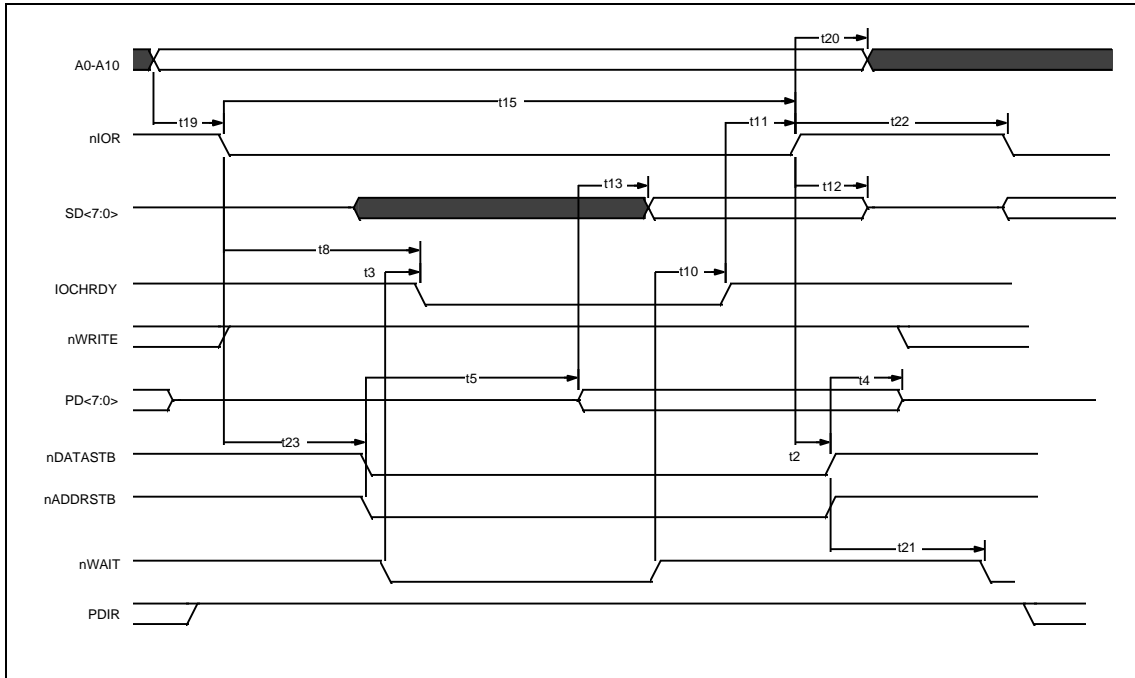 t20
A0-A10
t15
t19
t11
t22
nIOR
t13
t12
SD<7:0>
t8
t3
t10
IOCHRDY
nWRITE
t5
t4
PD<7:0>
t23
t2
nDATASTB
nADDRSTB
t21
nWAIT
PDIR